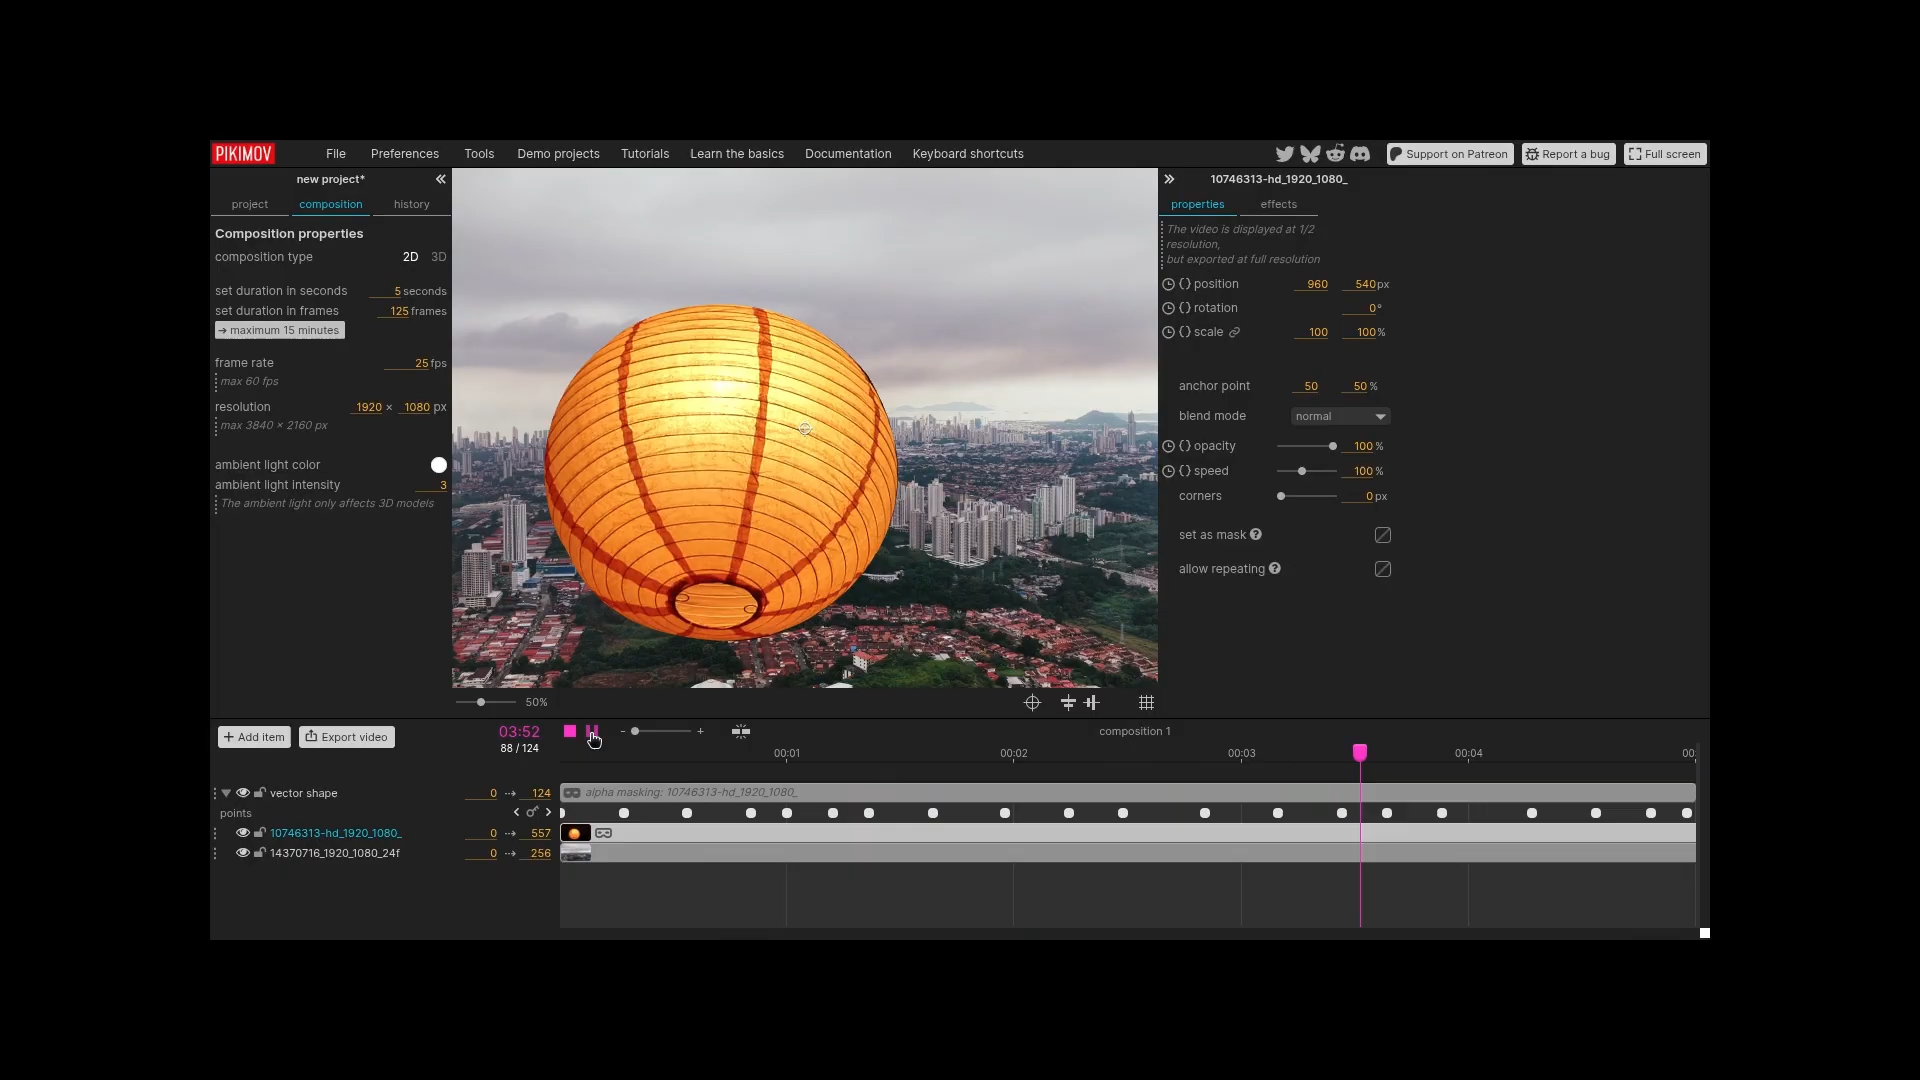 PIKIMOV
File
Preferences
Tools
Demo projects
Tutorials
Learn the basics
Documentation
Keyboard shortcuts
Support on Patreon
Report a bug
Full screen
new project*
project
composition
history
Composition properties
composition type 2D 3D
set duration in seconds 5 seconds
set duration in frames 125 frames
→ maximum 15 minutes
frame rate 25 fps
max 60 fps
resolution 1920 × 1080 px
max 3840 × 2160 px
ambient light color
ambient light intensity 3
The ambient light only affects 3D models
50%
10746313-hd_1920_1080_
properties
effects
The video is displayed at 1/2
resolution,
but exported at full resolution
position 960 540 px
rotation 0°
scale 100 100 %
anchor point 50 50 %
blend mode normal
opacity 100 %
speed 100 %
corners 0 px
set as mask ?
allow repeating ?
+ Add item
Export video
03:52
88 / 124
- +
composition 1
00:01
00:02
00:03
00:04
00:
vector shape 0 124
alpha masking: 10746313-hd_1920_1080_
points
10746313-hd_1920_1080_ 0 557
14370716_1920_1080_24f 0 256